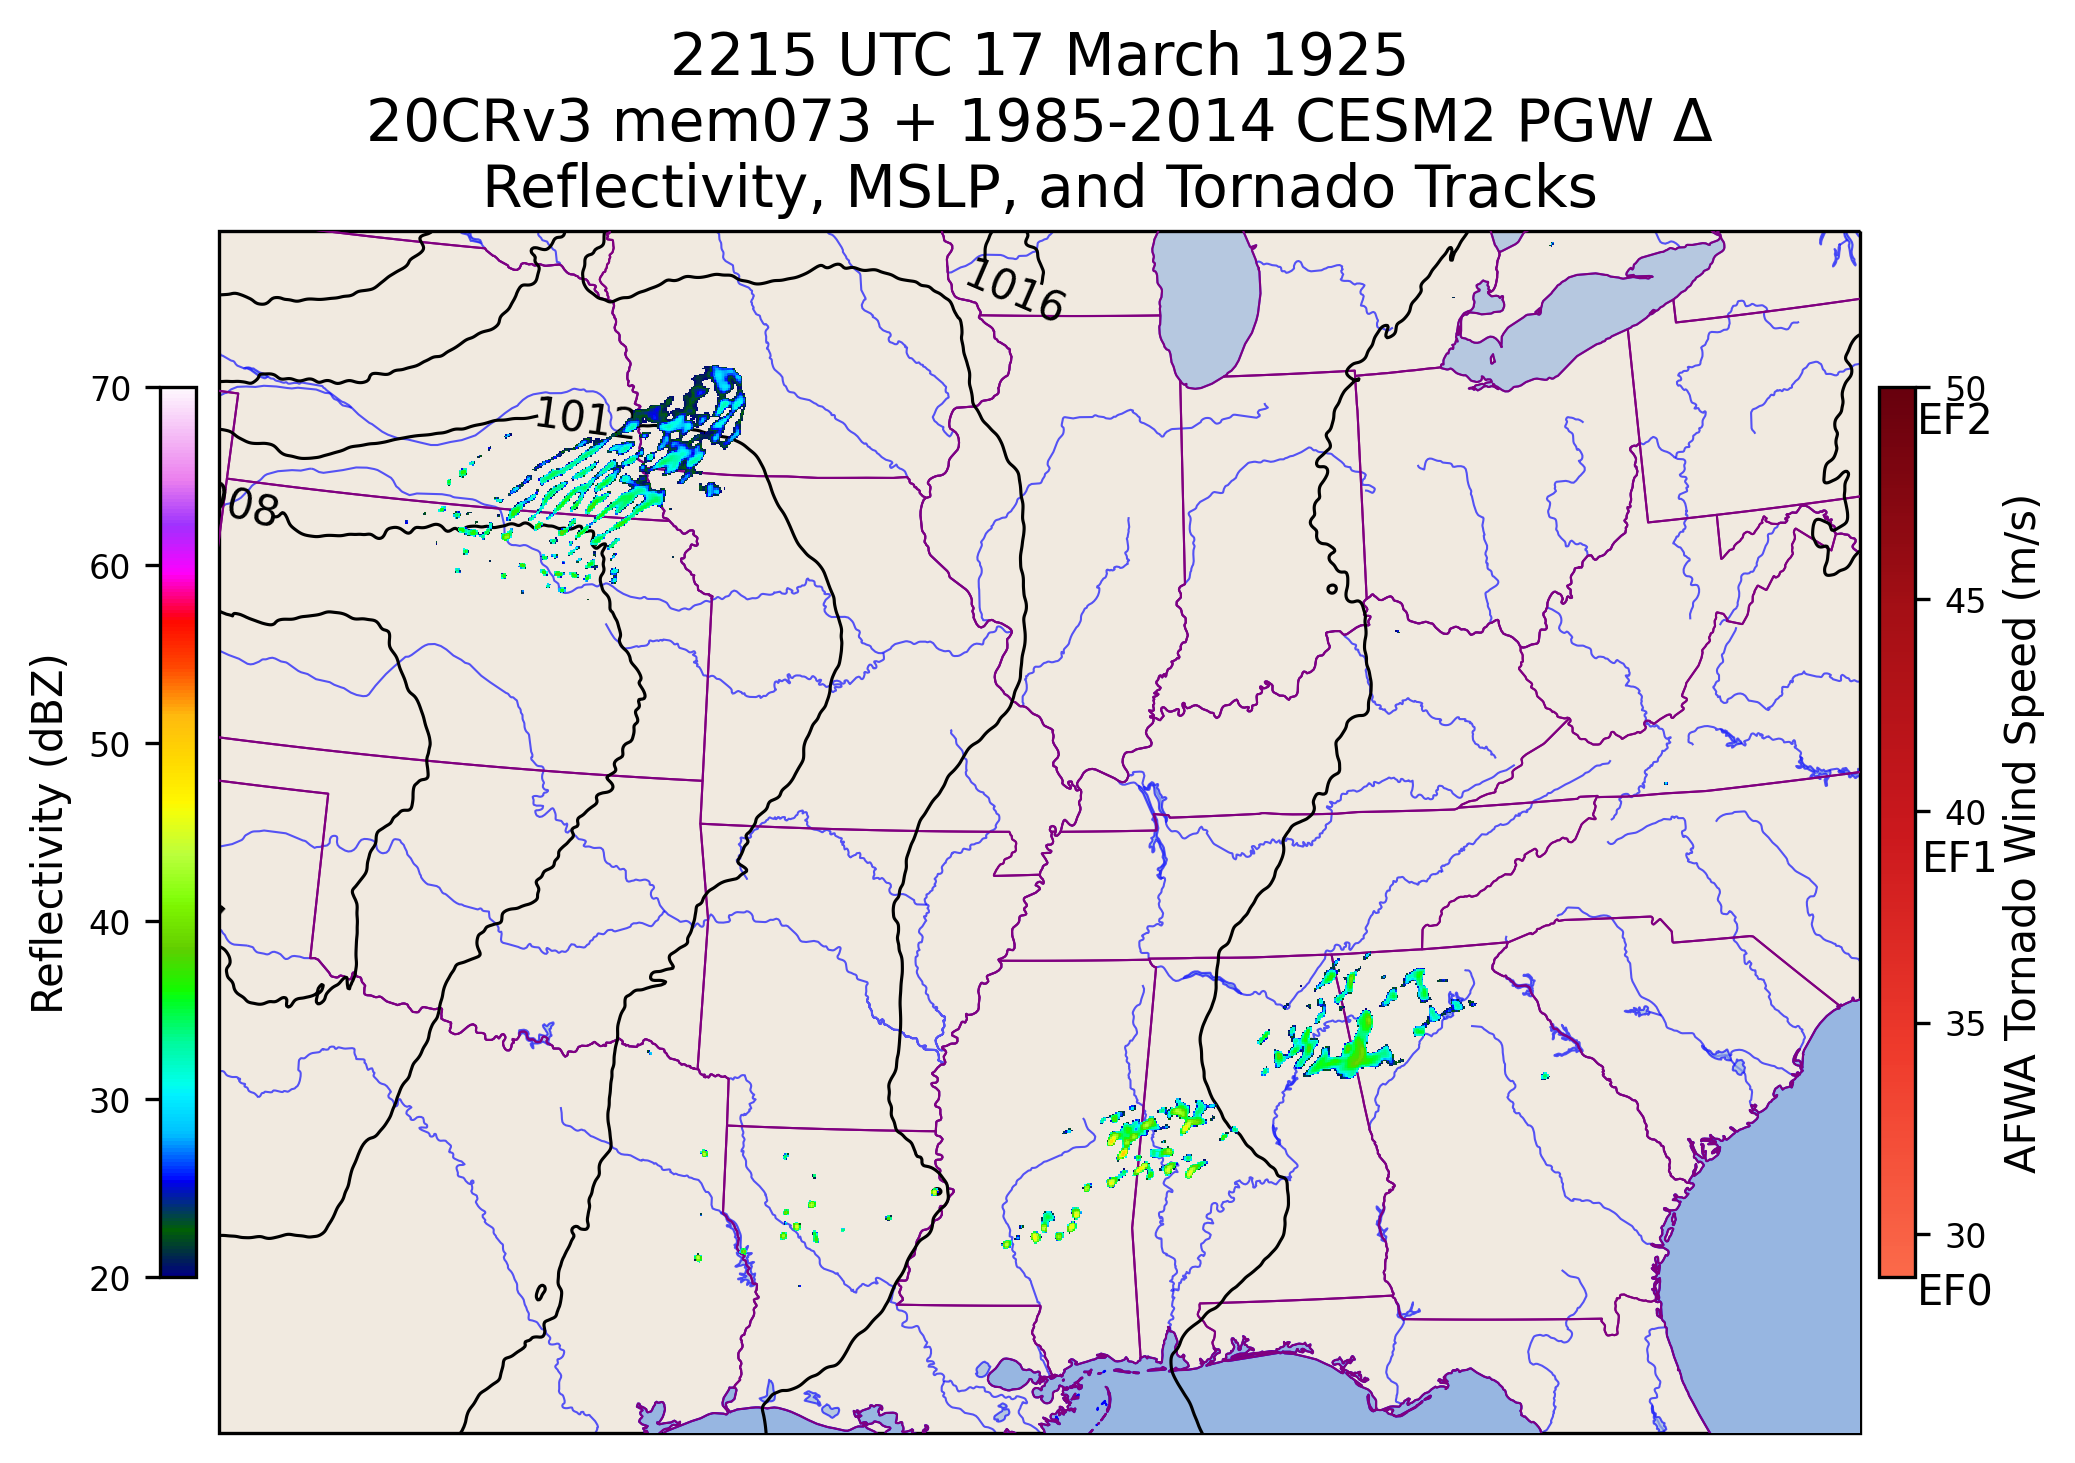 2215 UTC 17 March 1925
20CRv3 mem073 + 1985-2014 CESM2 PGW Δ
Reflectivity, MSLP, and Tornado Tracks
1016
1012
08
70
60
50
40
30
20
Reflectivity (dBZ)
50
EF2
45
40
EF1
35
30
EF0
AFWA Tornado Wind Speed (m/s)